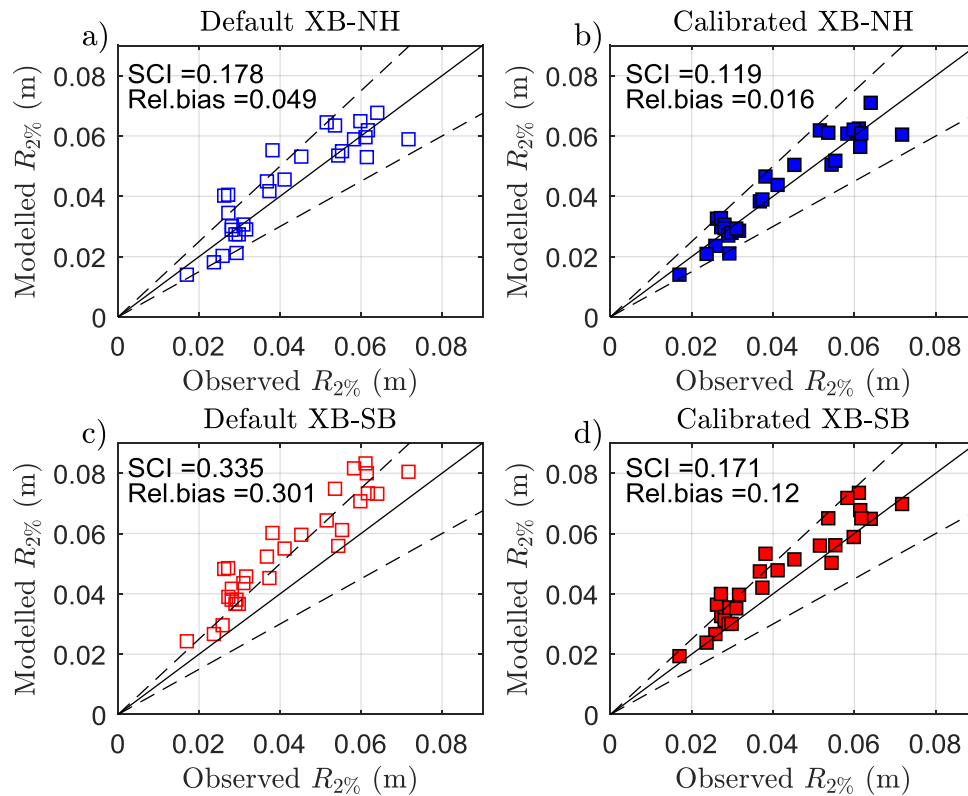 a)
Default XB-NH
SCI =0.178
Rel.bias =0.049
Modelled R2% (m)
0.08
0.06
0.04
0.02
0
0
0.02
0.04
0.06
0.08
Observed R2% (m)
b)
Calibrated XB-NH
SCI =0.119
Rel.bias =0.016
Modelled R2% (m)
0.08
0.06
0.04
0.02
0
0
0.02
0.04
0.06
0.08
Observed R2% (m)
c)
Default XB-SB
SCI =0.335
Rel.bias =0.301
Modelled R2% (m)
0.08
0.06
0.04
0.02
0
0
0.02
0.04
0.06
0.08
Observed R2% (m)
d)
Calibrated XB-SB
SCI =0.171
Rel.bias =0.12
Modelled R2% (m)
0.08
0.06
0.04
0.02
0
0
0.02
0.04
0.06
0.08
Observed R2% (m)